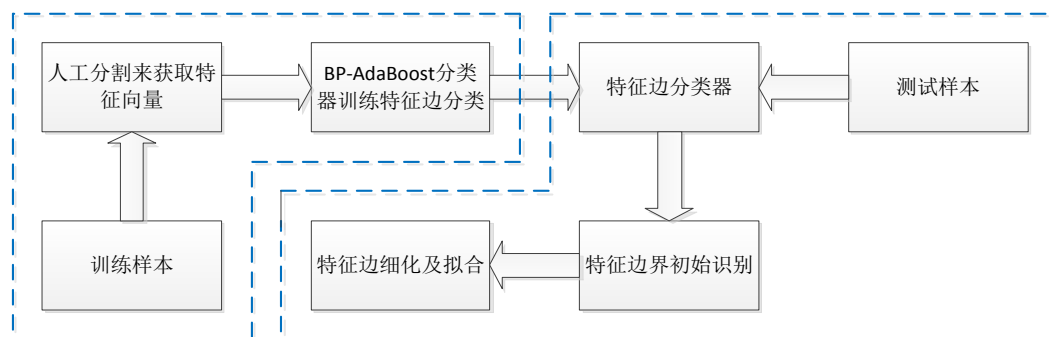 人工分割来获取特
征向量
BP-AdaBoost分类
器训练特征边分类
特征边分类器
测试样本
训练样本
特征边细化及拟合
特征边界初始识别